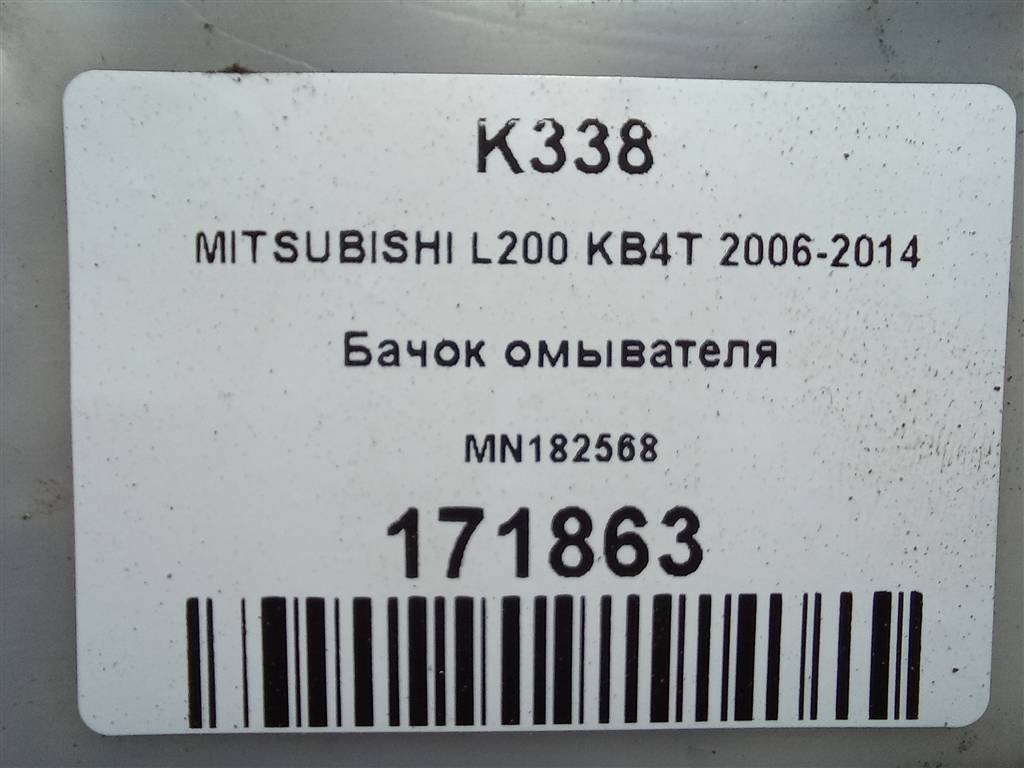 K338
MITSUBISHI L200 KB4T 2006-2014
Бачок омывателя
MN182568
171863